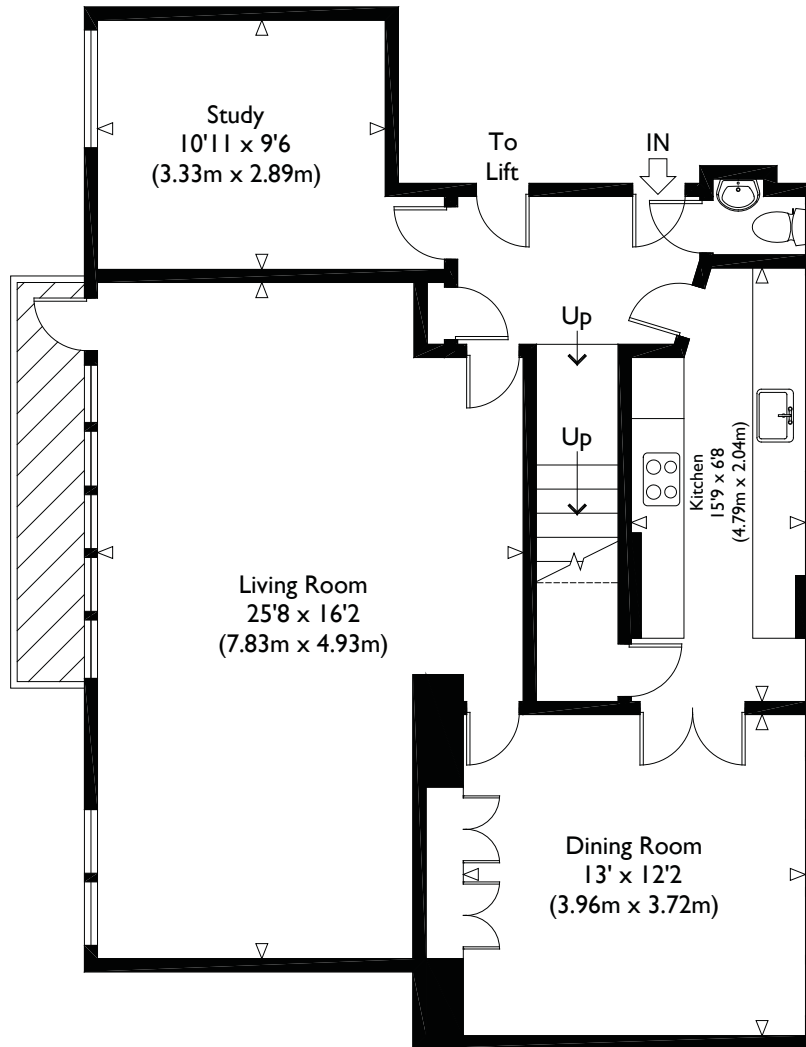 Study
10'11 x 9'6
(3.33m x 2.89m)
To
Lift
IN
Up
Up
Kitchen
15'9 x 6'8
(4.79m x 2.04m)
Living Room
25'8 x 16'2
(7.83m x 4.93m)
Dining Room
13' x 12'2
(3.96m x 3.72m)